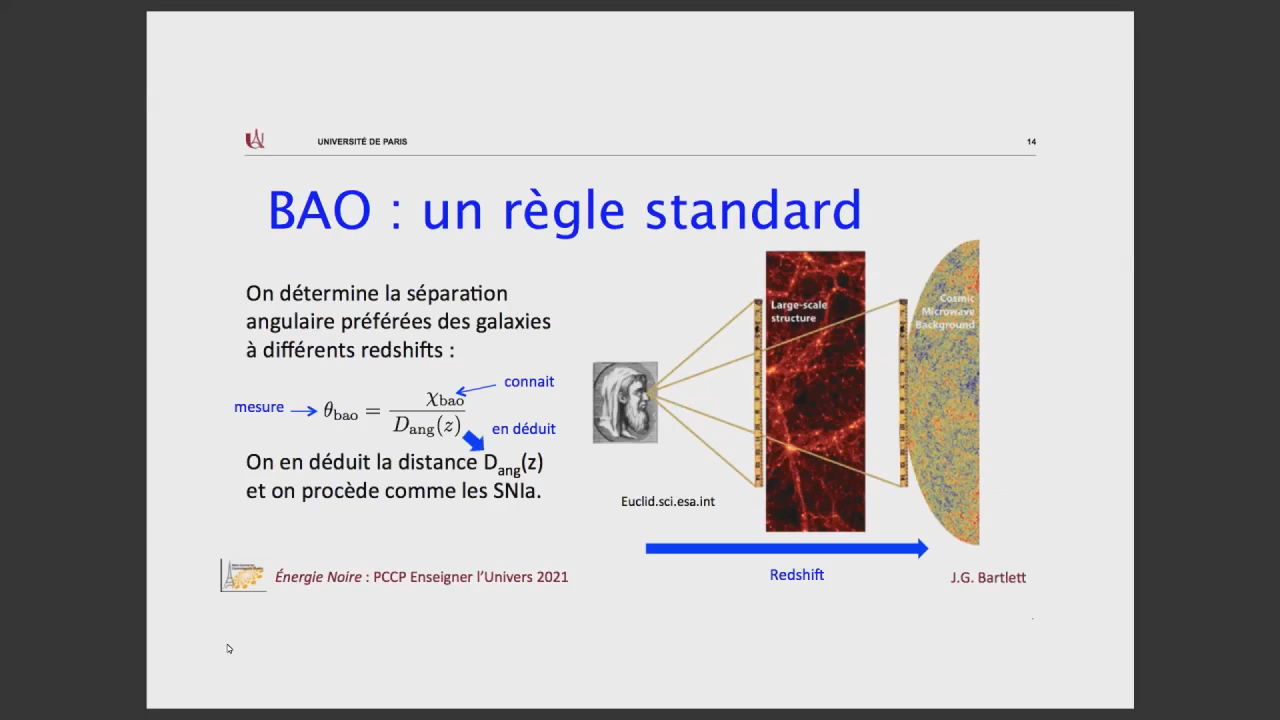 UNIVERSITÉ DE PARIS
14
BAO : un règle standard
On détermine la séparation
angulaire préférées des galaxies
à différents redshifts :
connait
mesure
θbao = χbao / Dang(z)
en déduit
On en déduit la distance Dang(z)
et on procède comme les SNIa.
Large-scale
structure
Cosmic
Microwave
Background
Euclid.sci.esa.int
Redshift
Énergie Noire : PCCP Enseigner l’Univers 2021
J.G. Bartlett